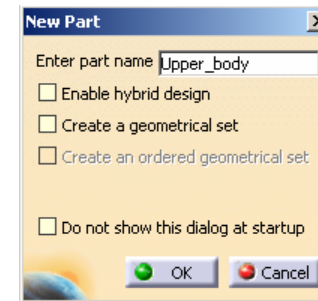 New Part
Enter part name Upper_body
Enable hybrid design
Create a geometrical set
Create an ordered geometrical set
Do not show this dialog at startup
OK Cancel